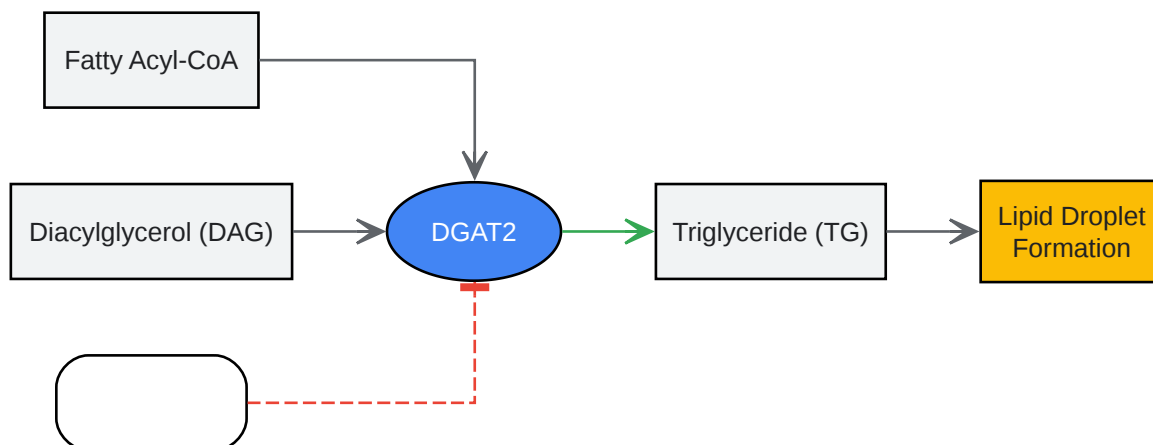 Fatty Acyl-CoA
Diacylglycerol (DAG)
DGAT2
Triglyceride (TG)
Lipid Droplet
Formation